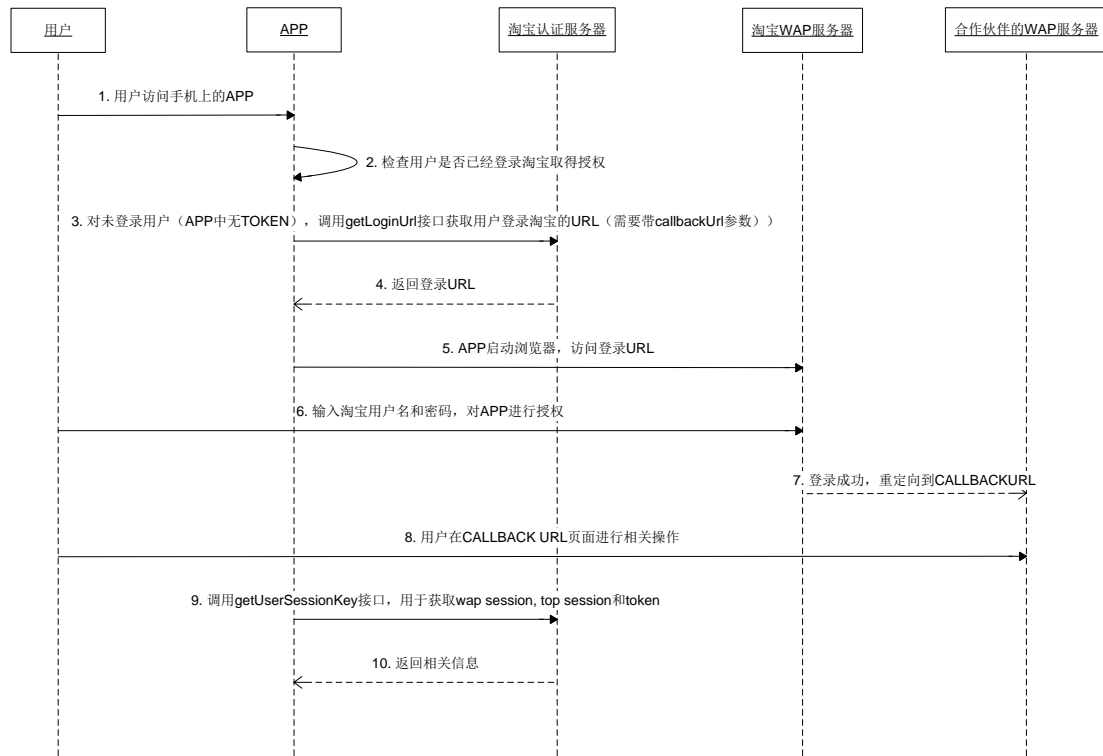 用户
APP
淘宝认证服务器
淘宝WAP服务器
合作伙伴的WAP服务器
1. 用户访问手机上的APP
2. 检查用户是否已经登录淘宝取得授权
3. 对未登录用户（APP中无TOKEN），调用getLoginUrl接口获取用户登录淘宝的URL（需要带callbackUrl参数））
4. 返回登录URL
5. APP启动浏览器，访问登录URL
6. 输入淘宝用户名和密码，对APP进行授权
7. 登录成功，重定向到CALLBACKURL
8. 用户在CALLBACK URL页面进行相关操作
9. 调用getUserSessionKey接口，用于获取wap session, top session和token
10. 返回相关信息